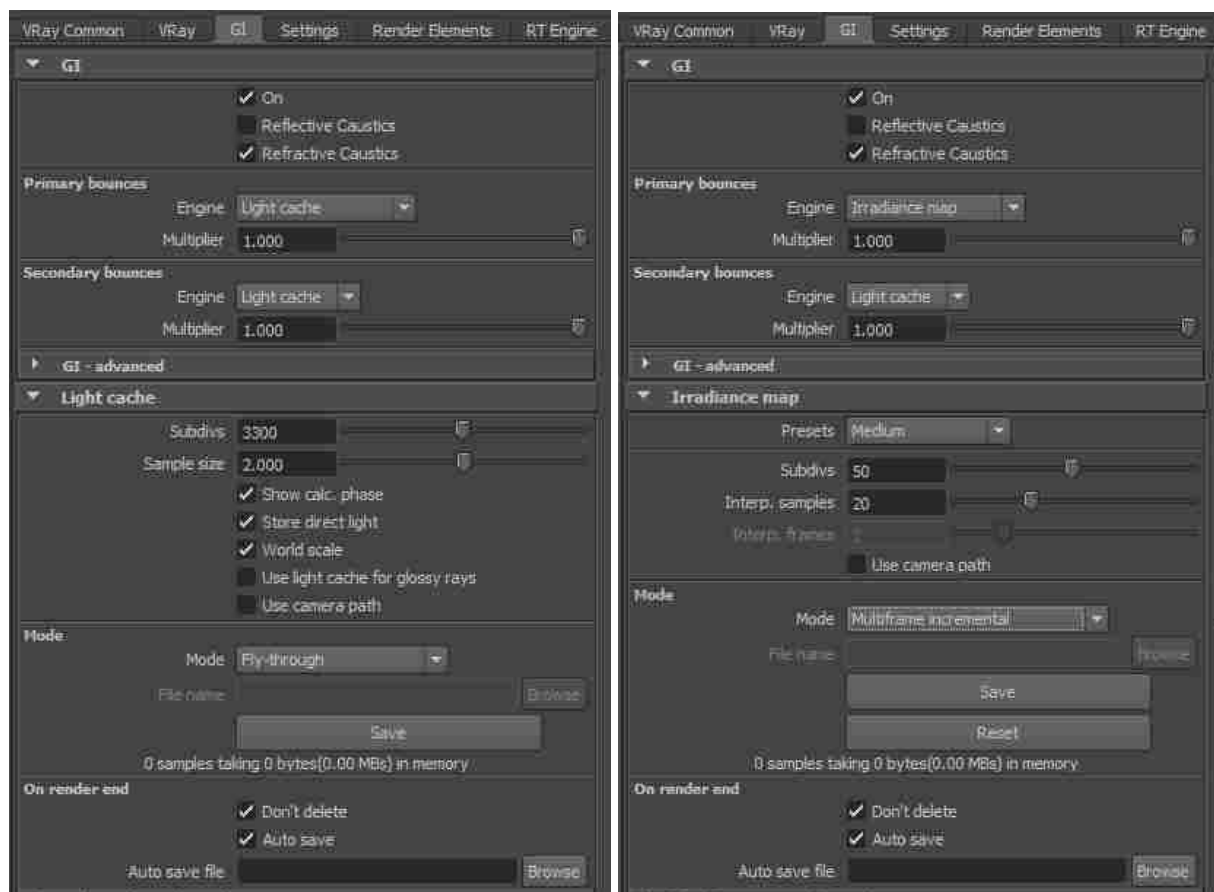 VRay Common VRay GI Settings Render Elements RT Engine
GI
On
Reflective Caustics
Refractive Caustics
Primary bounces
Engine Light cache
Multiplier 1.000
Secondary bounces
Engine Light cache
Multiplier 1.000
GI - advanced
Light cache
Subdivs 3300
Sample size 2.000
Show calc. phase
Store direct light
World scale
Use light cache for glossy rays
Use camera path
Mode
Mode Fly-through
File name Browse
Save
0 samples taking 0 bytes(0.00 MBs) in memory
On render end
Don't delete
Auto save
Auto save file Browse
VRay Common VRay GI Settings Render Elements RT Engine
GI
On
Reflective Caustics
Refractive Caustics
Primary bounces
Engine Irradiance map
Multiplier 1.000
Secondary bounces
Engine Light cache
Multiplier 1.000
GI - advanced
Irradiance map
Presets Medium
Subdivs 50
Interp. samples 20
Interp. frames
Use camera path
Mode
Mode Multiframe incremental
File name Browse
Save
Reset
0 samples taking 0 bytes(0.00 MBs) in memory
On render end
Don't delete
Auto save
Auto save file Browse